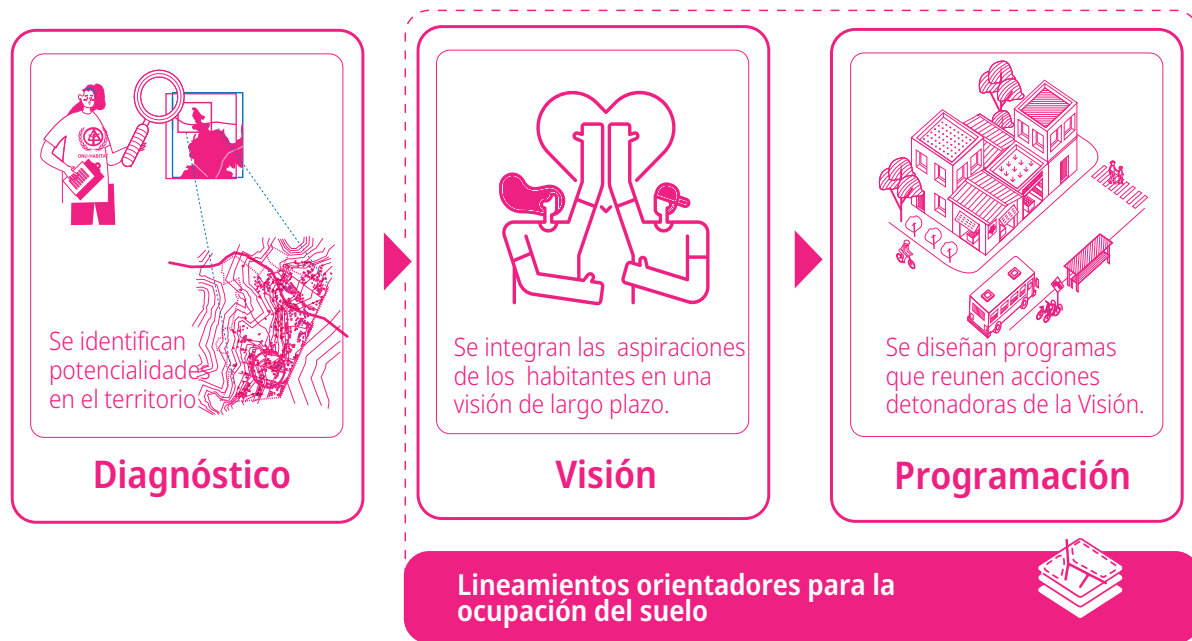 ONU-HABITAT
Se identifican
potencialidades
en el territorio
Diagnóstico
Se integran las aspiraciones
de los habitantes en una
visión de largo plazo.
Visión
Se diseñan programas
que reunen acciones
detonadoras de la Visión.
Programación
Lineamientos orientadores para la
ocupación del suelo